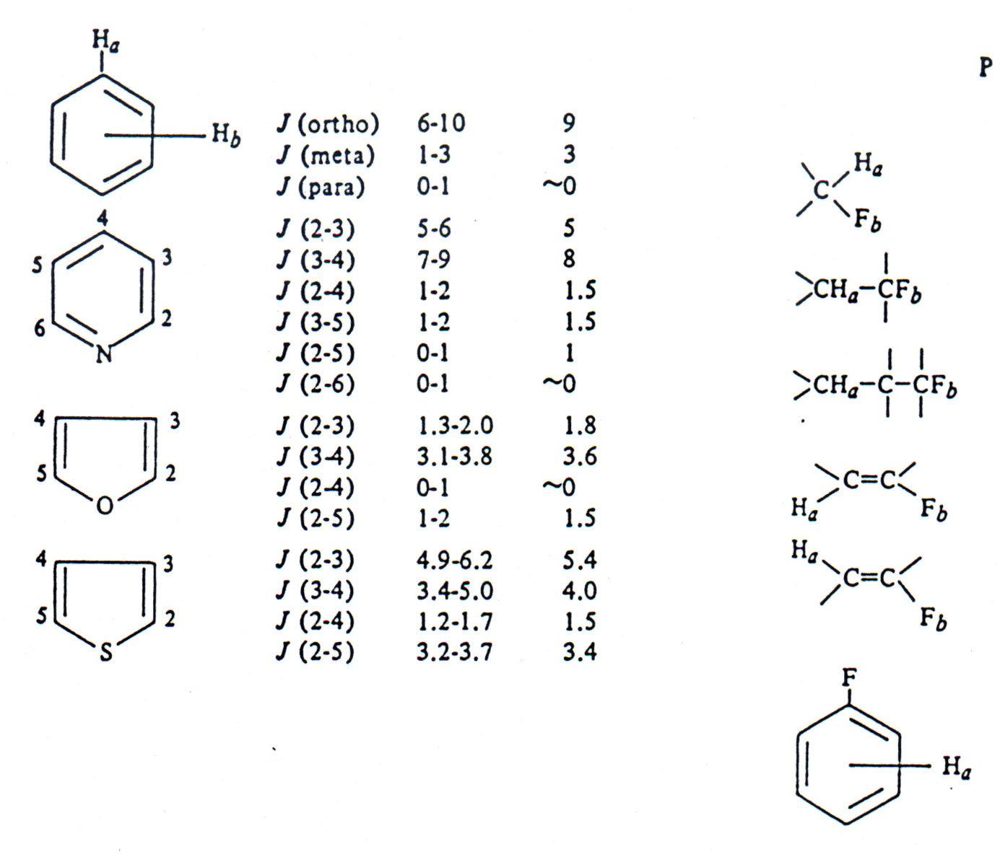 Ha
Hb
J (ortho) 6-10 9
J (meta) 1-3 3
J (para) 0-1 ~0
4
5
3
6
2
N
J (2-3) 5-6 5
J (3-4) 7-9 8
J (2-4) 1-2 1.5
J (3-5) 1-2 1.5
J (2-5) 0-1 1
J (2-6) 0-1 ~0
4
3
5
2
O
J (2-3) 1.3-2.0 1.8
J (3-4) 3.1-3.8 3.6
J (2-4) 0-1 ~0
J (2-5) 1-2 1.5
4
3
5
2
S
J (2-3) 4.9-6.2 5.4
J (3-4) 3.4-5.0 4.0
J (2-4) 1.2-1.7 1.5
J (2-5) 3.2-3.7 3.4
P
Ha
C
Fb
CHa-CFb
CHa-C-CFb
C=C
Ha
Fb
Ha
C=C
Fb
F
Ha